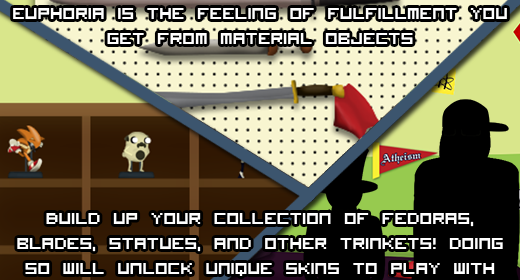 EUPHORIA IS THE FEELING OF FULFILLMENT YOU
GET FROM MATERIAL OBJECTS
Atheism
BUILD UP YOUR COLLECTION OF FEDORAS,
BLADES, STATUES, AND OTHER TRINKETS! DOING
SO WILL UNLOCK UNIQUE SKINS TO PLAY WITH